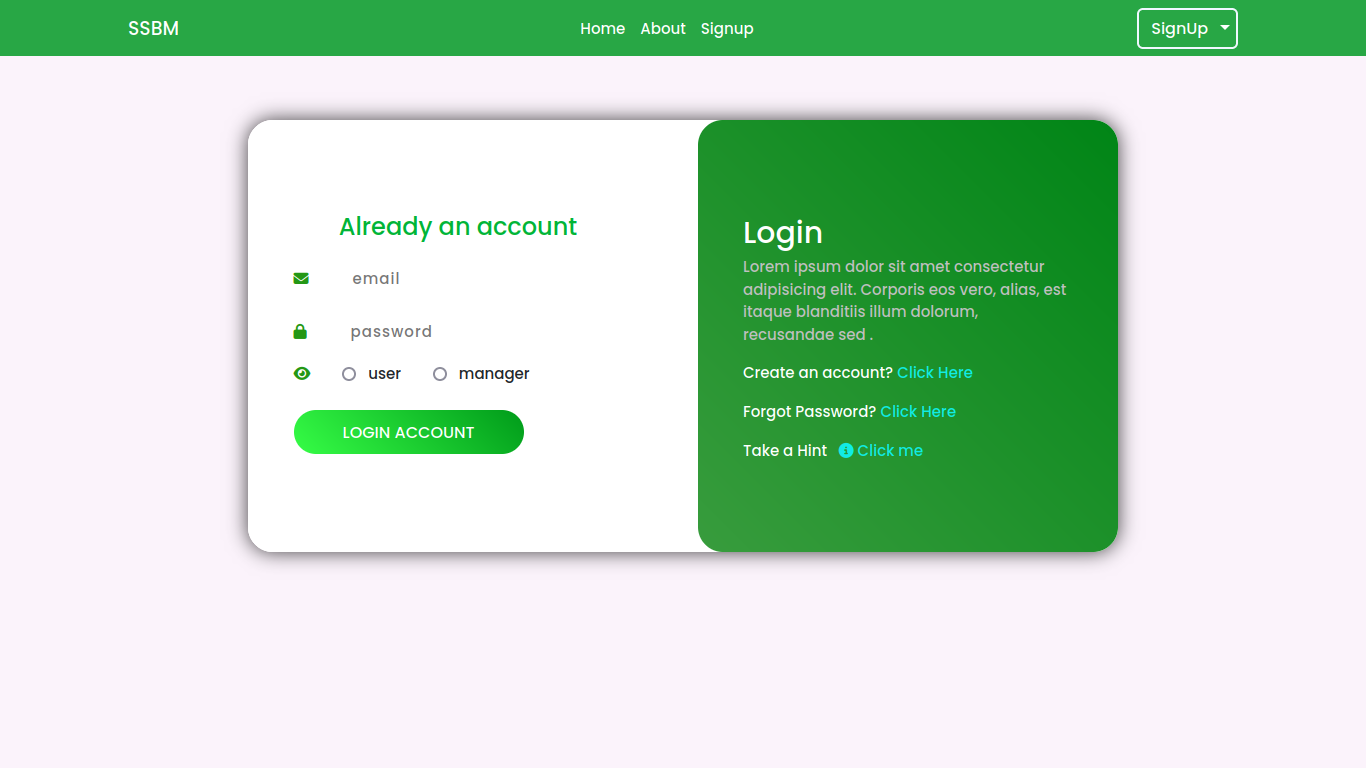 SSBM
Home About Signup
SignUp
Already an account
email
password
user manager
LOGIN ACCOUNT
Login
Lorem ipsum dolor sit amet consectetur
adipisicing elit. Corporis eos vero, alias, est
itaque blanditiis illum dolorum,
recusandae sed .
Create an account? Click Here
Forgot Password? Click Here
Take a Hint Click me